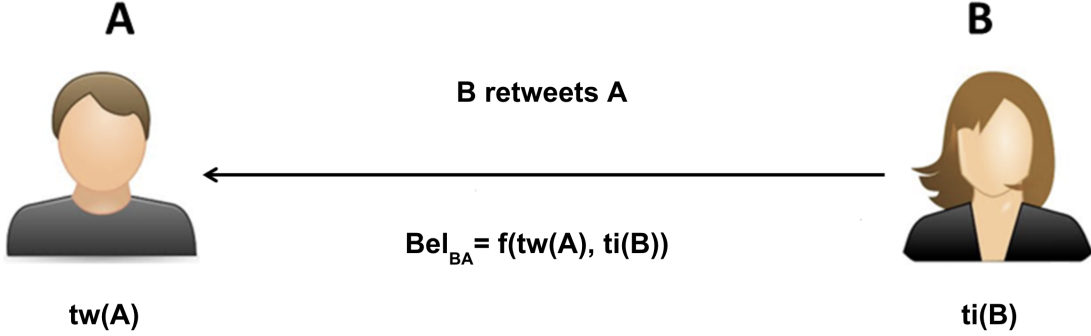 A
B
B retweets A
Bel_BA = f(tw(A), ti(B))
tw(A)
ti(B)